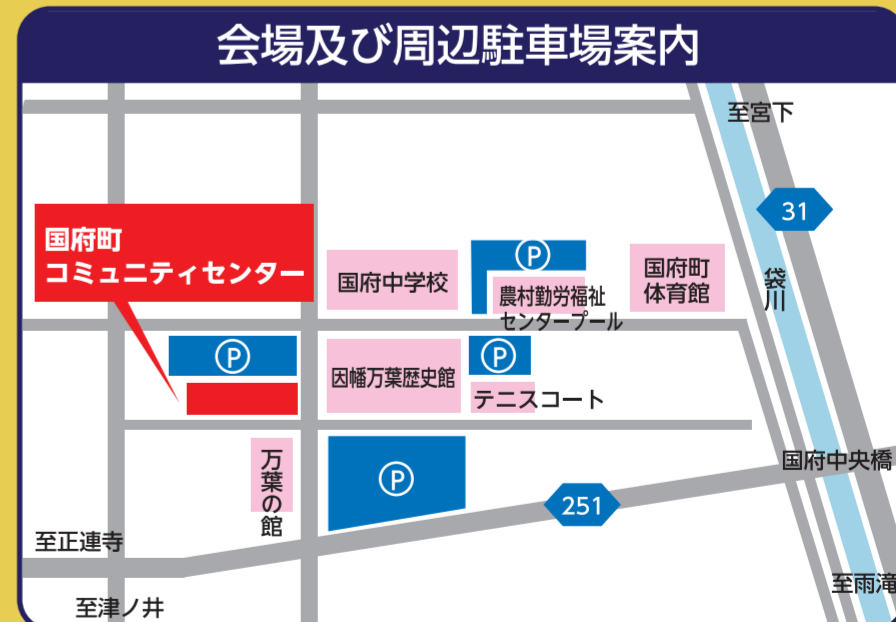 会場及び周辺駐車場案内
至宮下
31
国府町
コミュニティセンター
国府中学校
P
農村勤労福祉
センタープール
国府町
体育館
袋川
P
因幡万葉歴史館
P
テニスコート
万葉の館
P
251
国府中央橋
至正連寺
至津ノ井
至雨滝